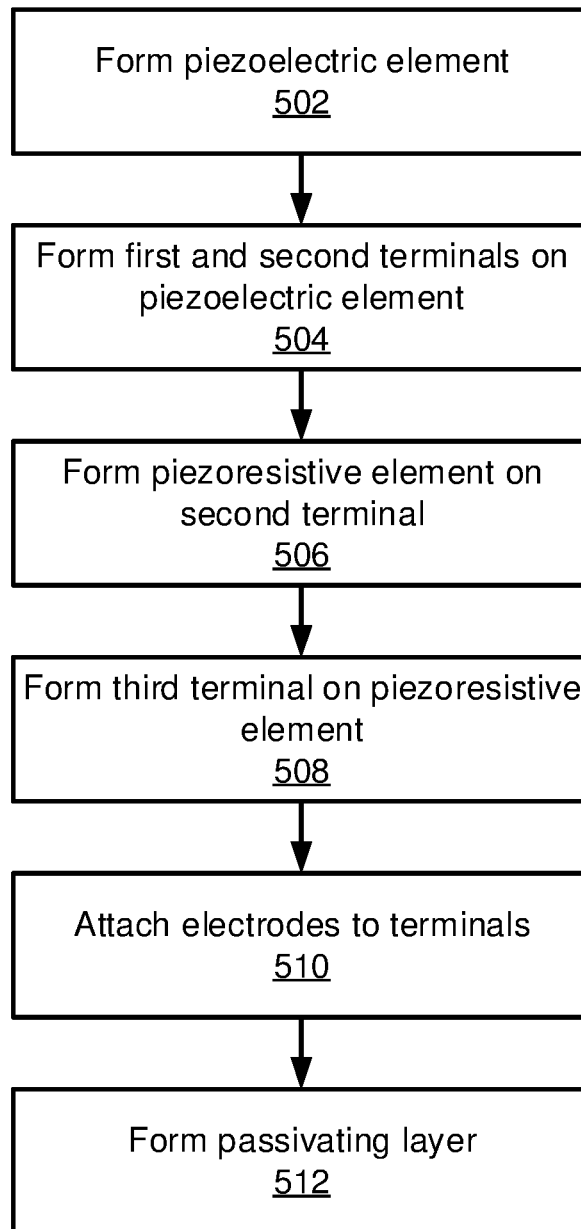 Form piezoelectric element
502
Form first and second terminals on
piezoelectric element
504
Form piezoresistive element on
second terminal
506
Form third terminal on piezoresistive
element
508
Attach electrodes to terminals
510
Form passivating layer
512